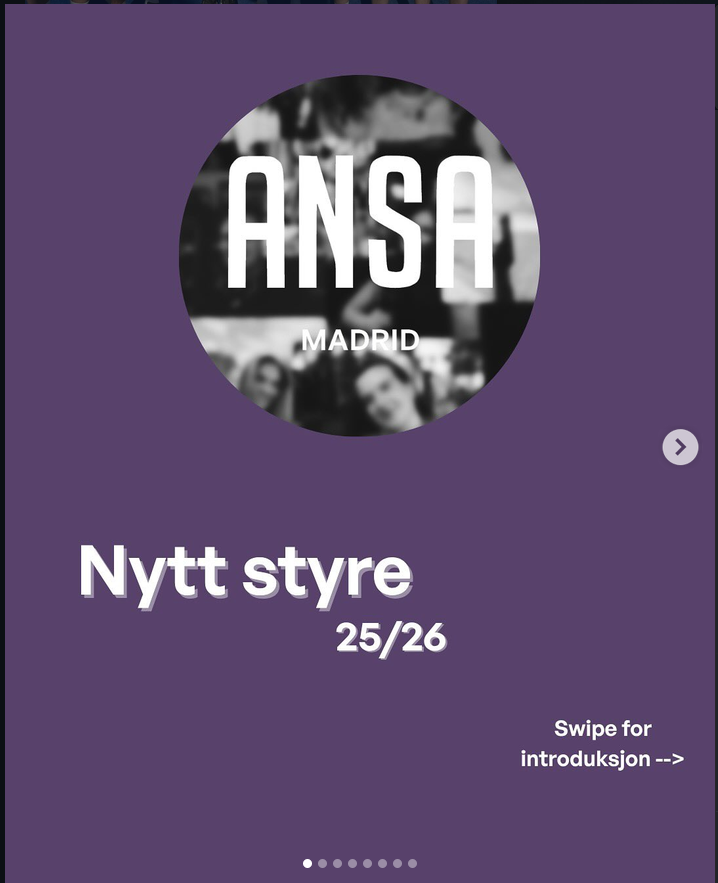 ANSA
MADRID
Nytt styre
25/26
Swipe for
introduksjon -->